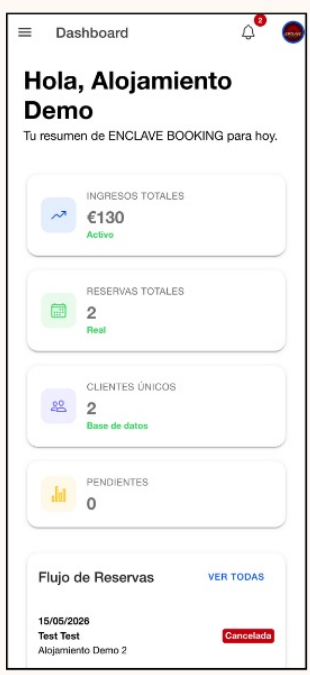 Dashboard
2
Hola, Alojamiento
Demo
Tu resumen de ENCLAVE BOOKING para hoy.
INGRESOS TOTALES
€130
Activo
RESERVAS TOTALES
2
Real
CLIENTES ÚNICOS
2
Base de datos
PENDIENTES
0
Flujo de Reservas
VER TODAS
15/05/2026
Test Test
Cancelada
Alojamiento Demo 2